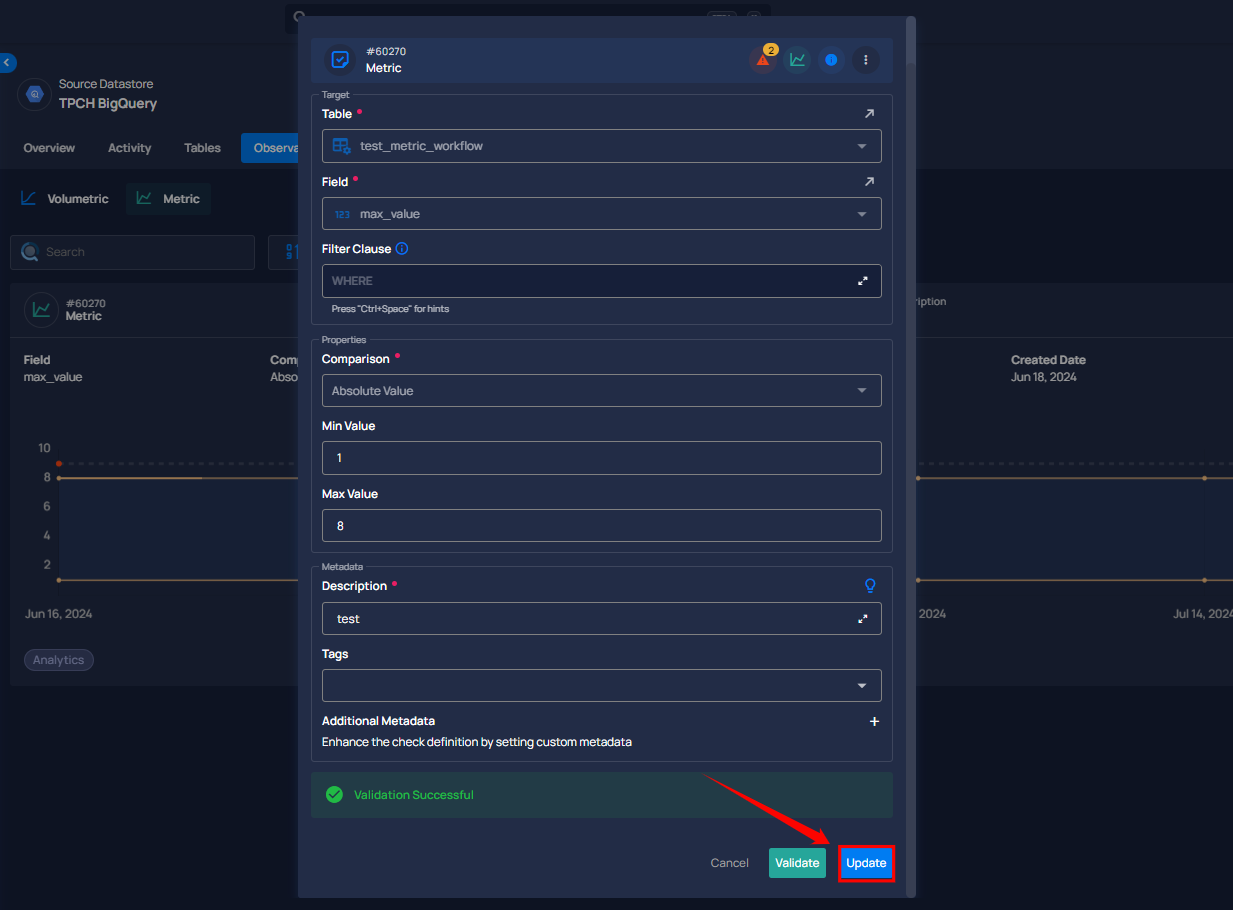 Source Datastore
TPCH BigQuery
Overview Activity Tables Observa
Volumetric Metric
Search
#60270
Metric
Field
max_value
Com
Abso
10
8
6
4
2
Jun 16, 2024
Analytics
#60270
Metric
2
Target
Table *
test_metric_workflow
Field *
123 max_value
Filter Clause
WHERE
Press "Ctrl+Space" for hints
Properties
Comparison *
Absolute Value
Min Value
1
Max Value
8
Metadata
Description *
test
Tags
Additional Metadata +
Enhance the check definition by setting custom metadata
Validation Successful
Cancel Validate Update
ription
Created Date
Jun 18, 2024
2024
Jul 14, 2024